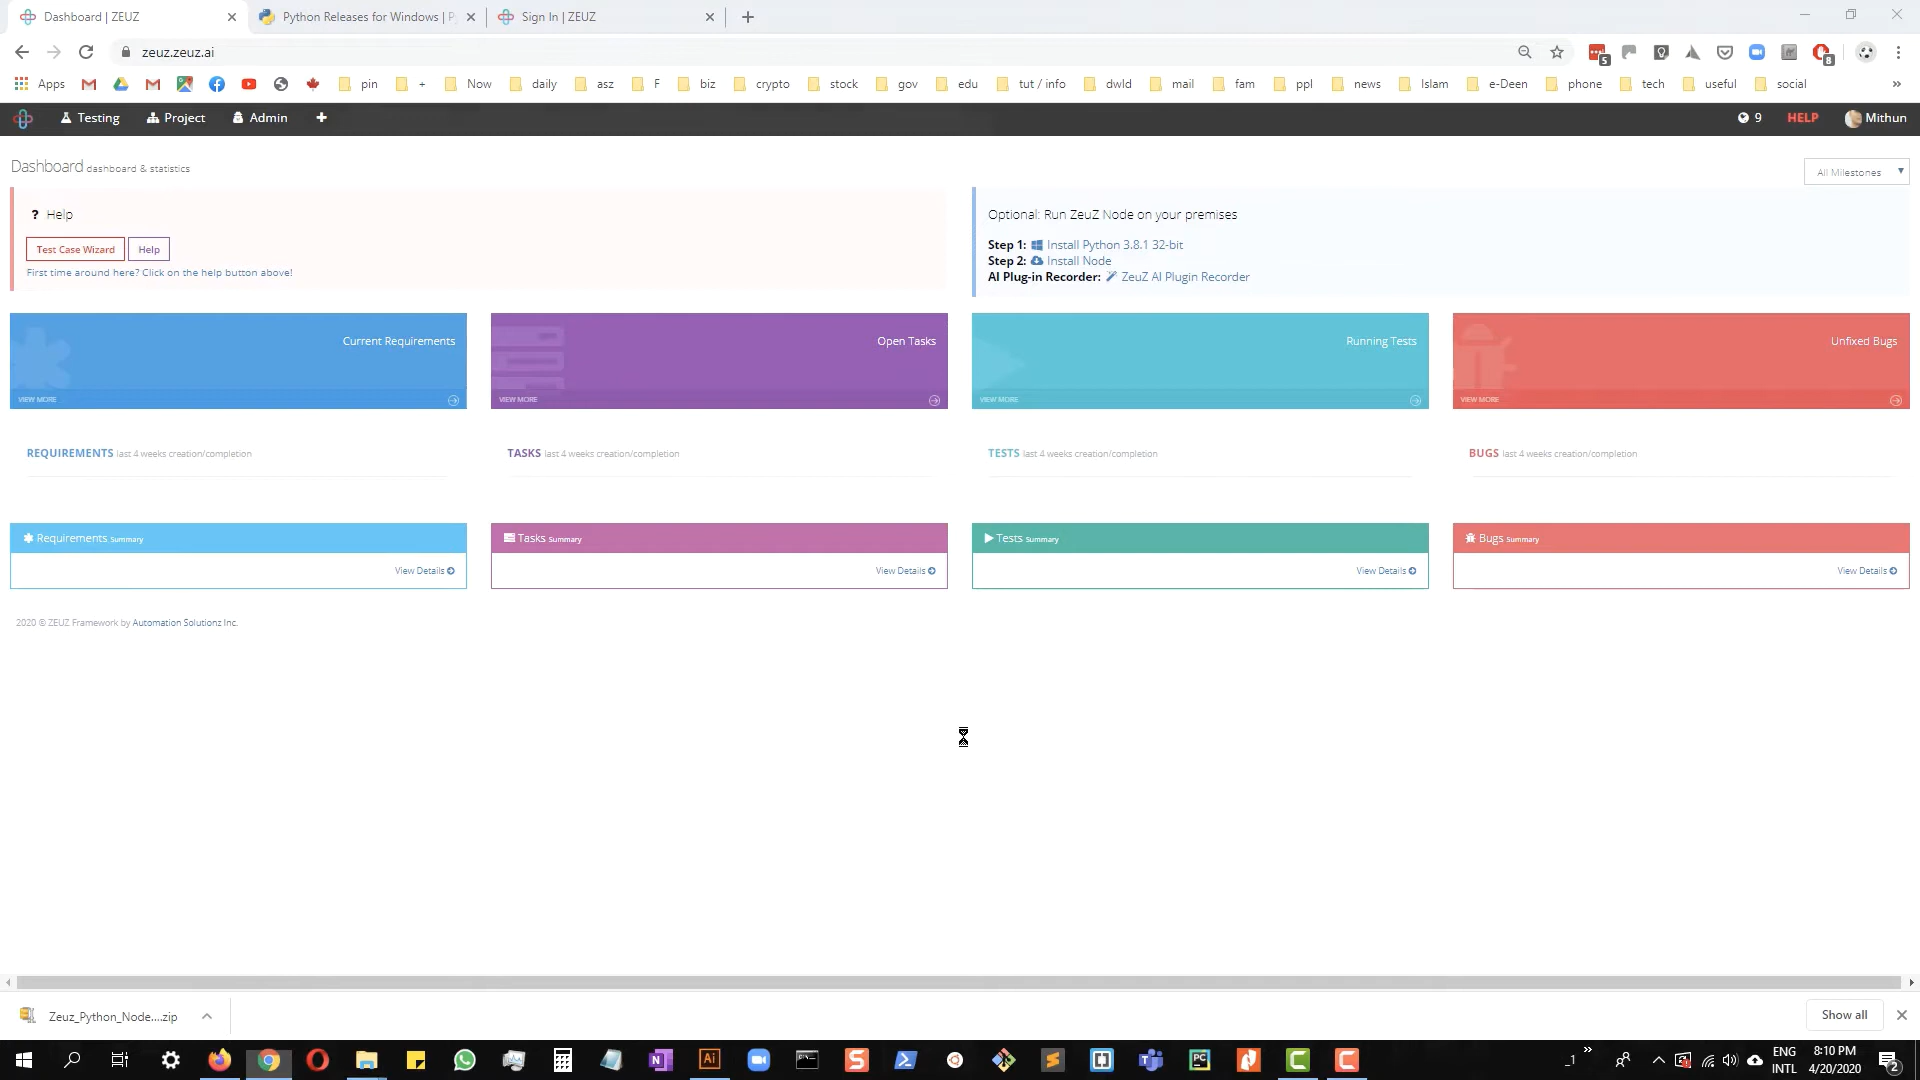 Dashboard | ZEUZ
Python Releases for Windows | P
Sign In | ZEUZ
zeuz.zeuz.ai
5
8
Apps
pin
+
Now
daily
asz
F
biz
crypto
stock
gov
edu
tut / info
dwld
mail
fam
ppl
news
Islam
e-Deen
phone
tech
useful
social
»
Testing
Project
Admin
9
HELP
Mithun
Dashboard dashboard & statistics
All Milestones
? Help
Test Case Wizard
Help
First time around here? Click on the help button above!
Optional: Run ZeuZ Node on your premises
Step 1: Install Python 3.8.1 32-bit
Step 2: Install Node
AI Plug-in Recorder: ZeuZ AI Plugin Recorder
Current Requirements
VIEW MORE
Open Tasks
VIEW MORE
Running Tests
VIEW MORE
Unfixed Bugs
VIEW MORE
REQUIREMENTS last 4 weeks creation/completion
TASKS last 4 weeks creation/completion
TESTS last 4 weeks creation/completion
BUGS last 4 weeks creation/completion
Requirements Summary
View Details
Tasks Summary
View Details
Tests Summary
View Details
Bugs Summary
View Details
2020 © ZEUZ Framework by Automation Solutionz Inc.
Zeuz_Python_Node....zip
Show all
Ai
PC
_1
»
ENG
INTL
8:10 PM
4/20/2020
2